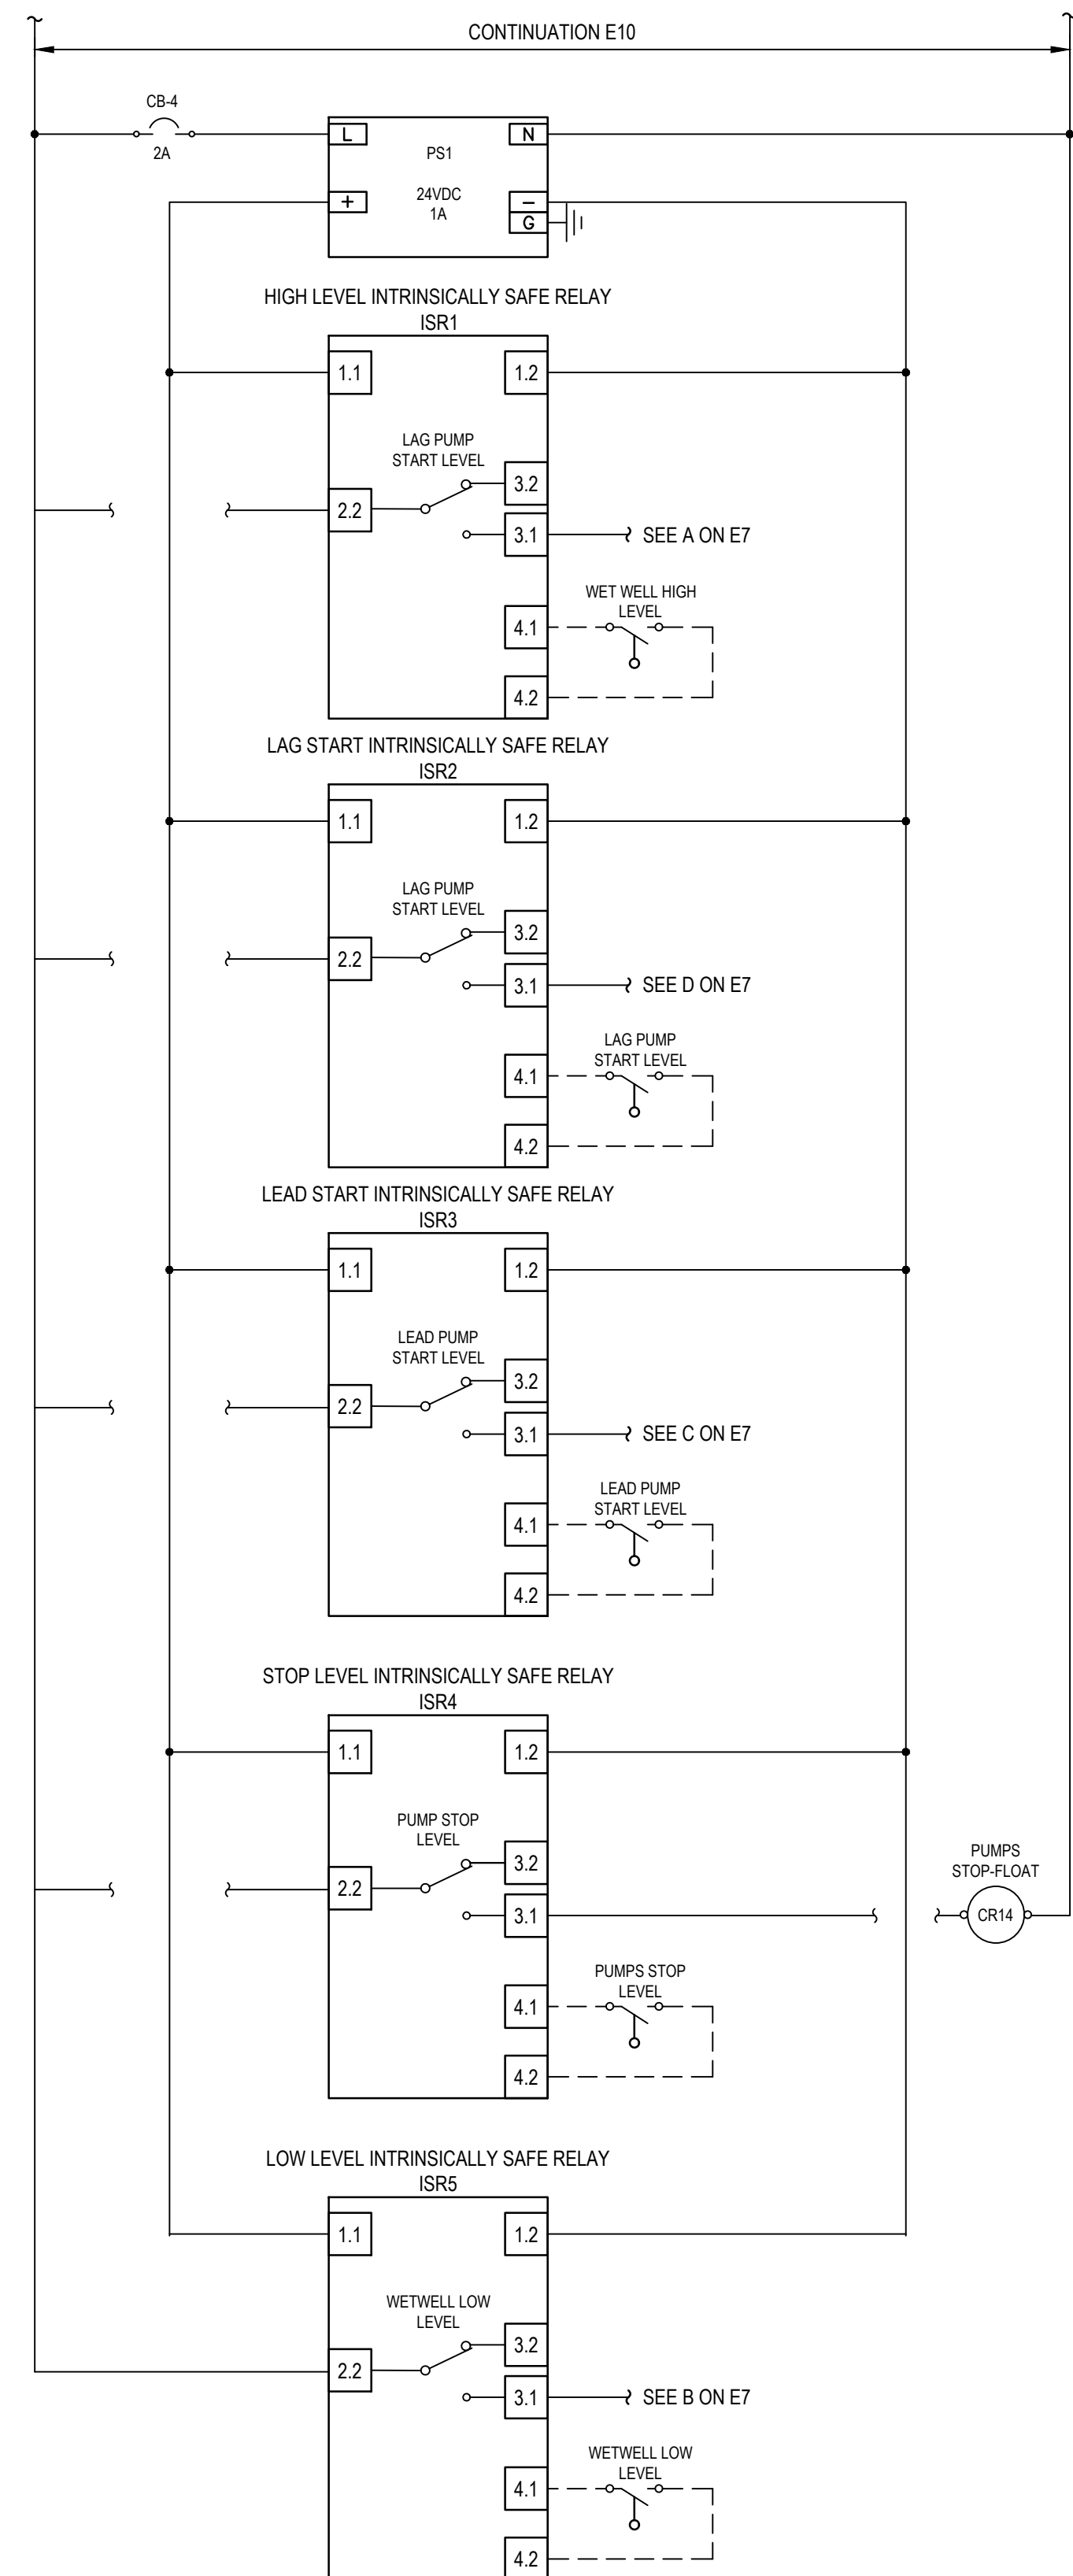 CONTINUATION E10
CB-4
2A
L
N
PS1
+
24VDC
1A
−
G
HIGH LEVEL INTRINSICALLY SAFE RELAY
ISR1
1.1
1.2
LAG PUMP
START LEVEL
3.2
2.2
3.1
SEE A ON E7
WET WELL HIGH
LEVEL
4.1
4.2
LAG START INTRINSICALLY SAFE RELAY
ISR2
1.1
1.2
LAG PUMP
START LEVEL
3.2
2.2
3.1
SEE D ON E7
LAG PUMP
START LEVEL
4.1
4.2
LEAD START INTRINSICALLY SAFE RELAY
ISR3
1.1
1.2
LEAD PUMP
START LEVEL
3.2
2.2
3.1
SEE C ON E7
LEAD PUMP
START LEVEL
4.1
4.2
STOP LEVEL INTRINSICALLY SAFE RELAY
ISR4
1.1
1.2
PUMP STOP
LEVEL
3.2
2.2
3.1
PUMPS
STOP-FLOAT
CR14
PUMPS STOP
LEVEL
4.1
4.2
LOW LEVEL INTRINSICALLY SAFE RELAY
ISR5
1.1
1.2
WETWELL LOW
LEVEL
3.2
2.2
3.1
SEE B ON E7
WETWELL LOW
LEVEL
4.1
4.2